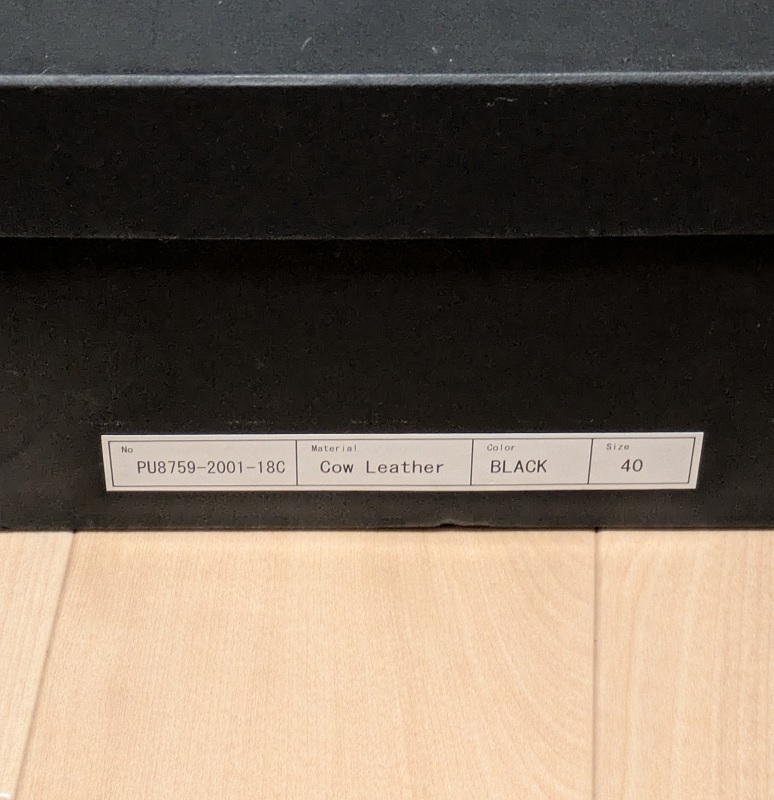 No Material Color Size
PU8759-2001-18C Cow Leather BLACK 40